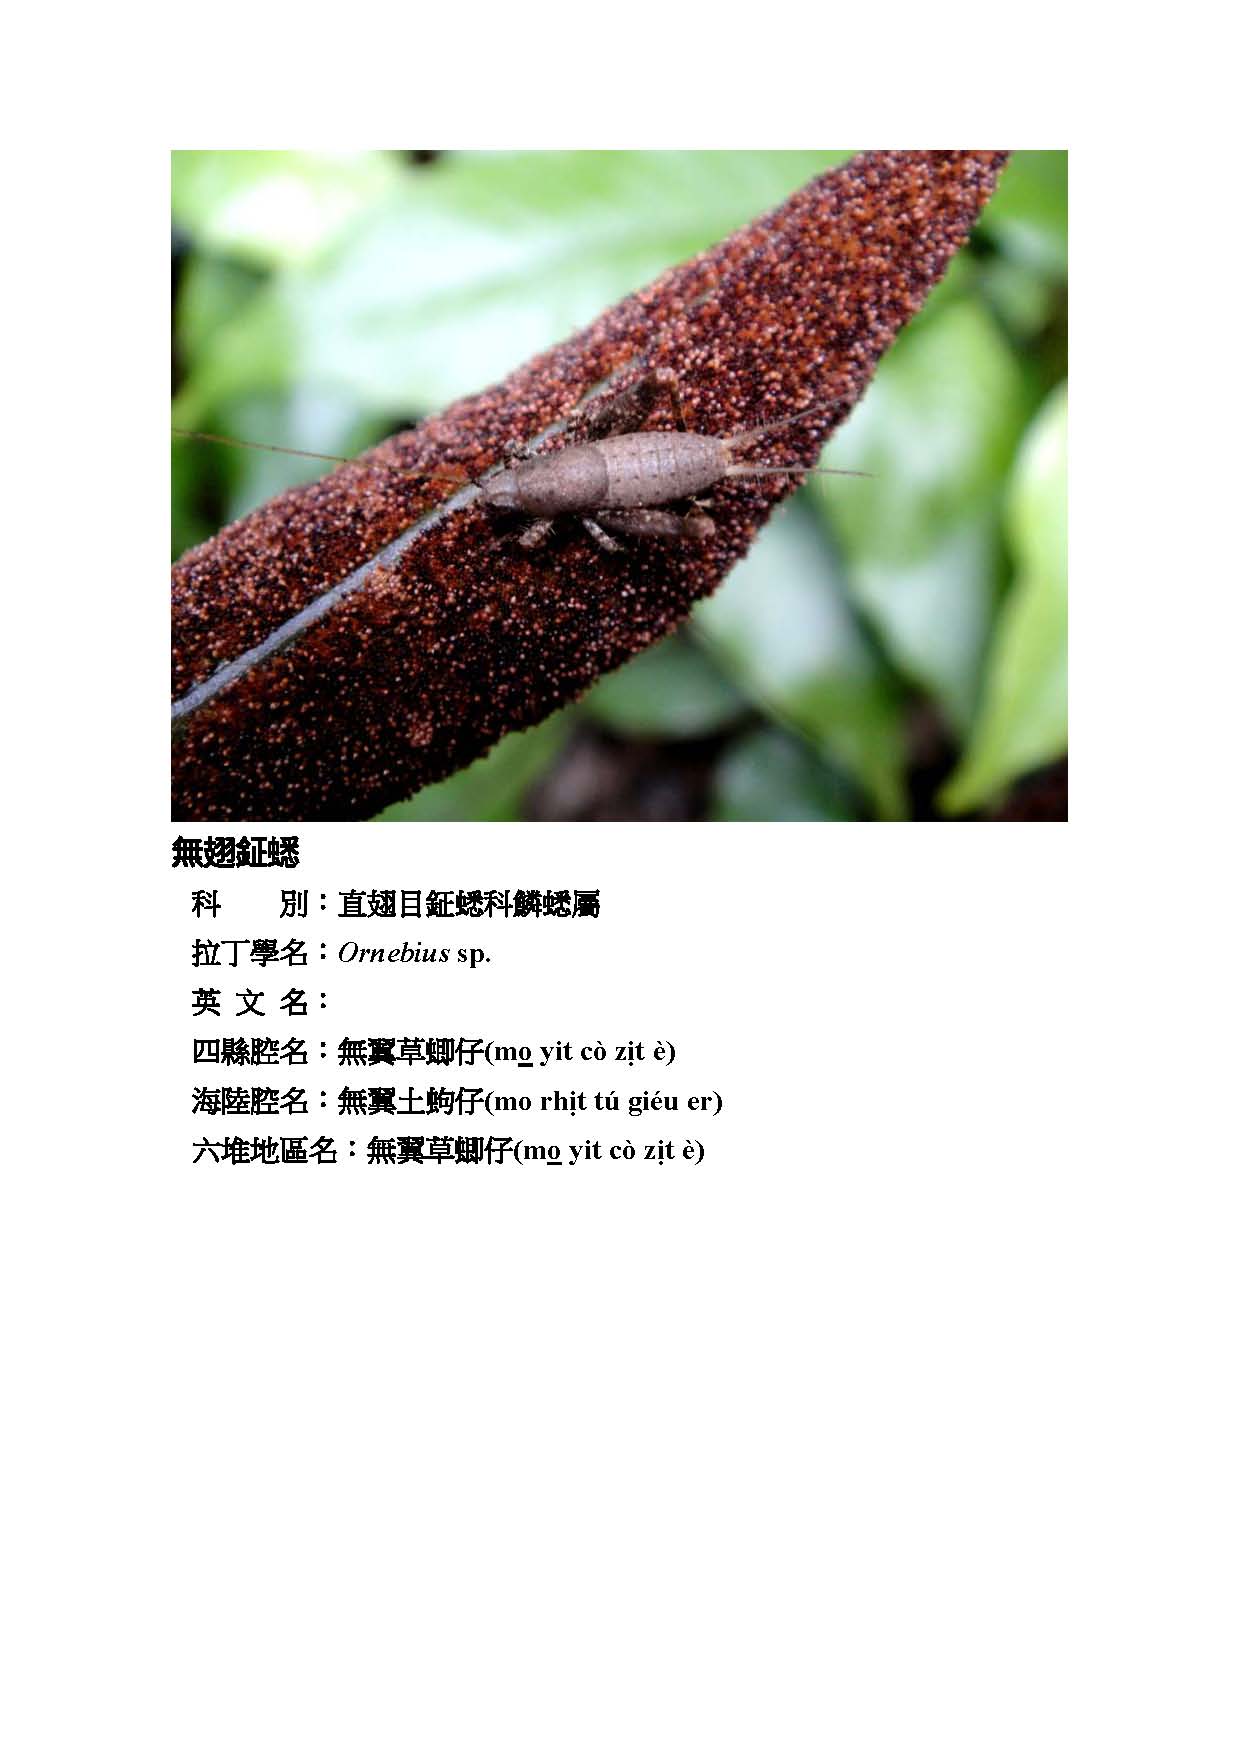 無翅鉦蟋
科　　別：直翅目鉦蟋科鱗蟋屬
拉丁學名：Ornebius sp.
英 文 名：
四縣腔名：無翼草蝍仔(mo yit cò zịt è)
海陸腔名：無翼土蚼仔(mo rhịt tú giéu er)
六堆地區名：無翼草蝍仔(mo yit cò zịt è)